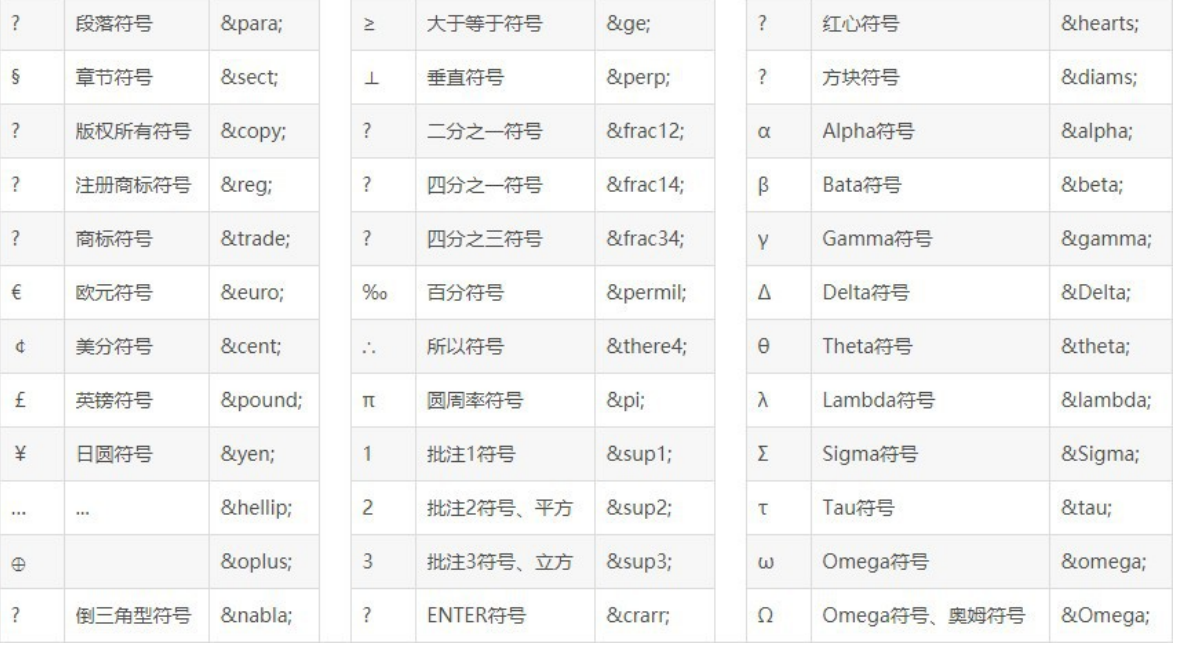 ? 段落符号 &para; ≥ 大于等于符号 &ge; ? 红心符号 &hearts;
§ 章节符号 &sect; ⊥ 垂直符号 &perp; ? 方块符号 &diams;
? 版权所有符号 &copy; ? 二分之一符号 &frac12; α Alpha符号 &alpha;
? 注册商标符号 &reg; ? 四分之一符号 &frac14; β Bata符号 &beta;
? 商标符号 &trade; ? 四分之三符号 &frac34; γ Gamma符号 &gamma;
€ 欧元符号 &euro; ‰ 百分符号 &permil; Δ Delta符号 &Delta;
¢ 美分符号 &cent; ∴ 所以符号 &there4; θ Theta符号 &theta;
£ 英镑符号 &pound; π 圆周率符号 &pi; λ Lambda符号 &lambda;
¥ 日圆符号 &yen; 1 批注1符号 &sup1; Σ Sigma符号 &Sigma;
... ... &hellip; 2 批注2符号、平方 &sup2; τ Tau符号 &tau;
⊕ &oplus; 3 批注3符号、立方 &sup3; ω Omega符号 &omega;
? 倒三角型符号 &nabla; ? ENTER符号 &crarr; Ω Omega符号、奥姆符号 &Omega;